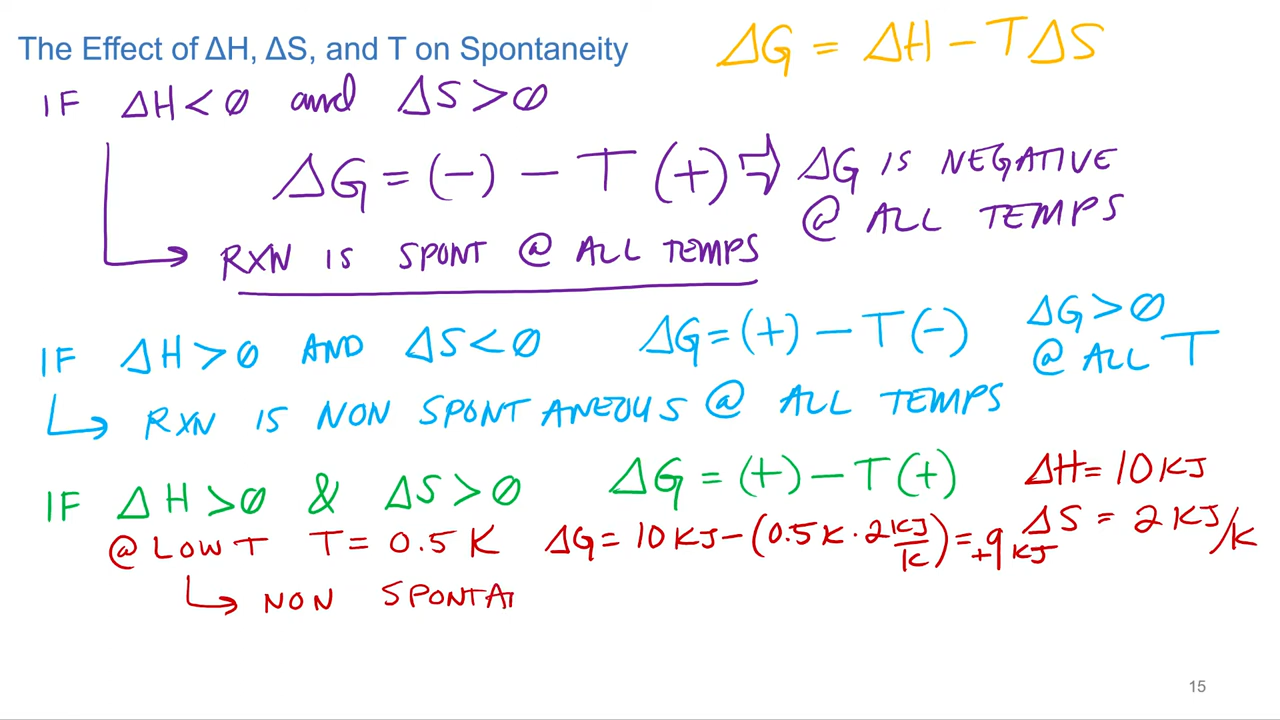 The Effect of ΔH, ΔS, and T on Spontaneity
ΔG = ΔH - TΔS
IF ΔH < 0 and ΔS > 0
ΔG = (-) - T (+) ⇒ ΔG IS NEGATIVE
@ ALL TEMPS
RXN IS SPONT @ ALL TEMPS
IF ΔH > 0 AND ΔS < 0 ΔG = (+) - T (-) ΔG > 0
@ ALL T
↳ RXN IS NON SPONTANEOUS @ ALL TEMPS
IF ΔH > 0 & ΔS > 0 ΔG = (+) - T (+) ΔH = 10 KJ
ΔS = 2 KJ/K
@ LOW T T = 0.5 K ΔG = 10 KJ - (0.5 K · 2 KJ/K) = +9 KJ
↳ NON SPONTA
15